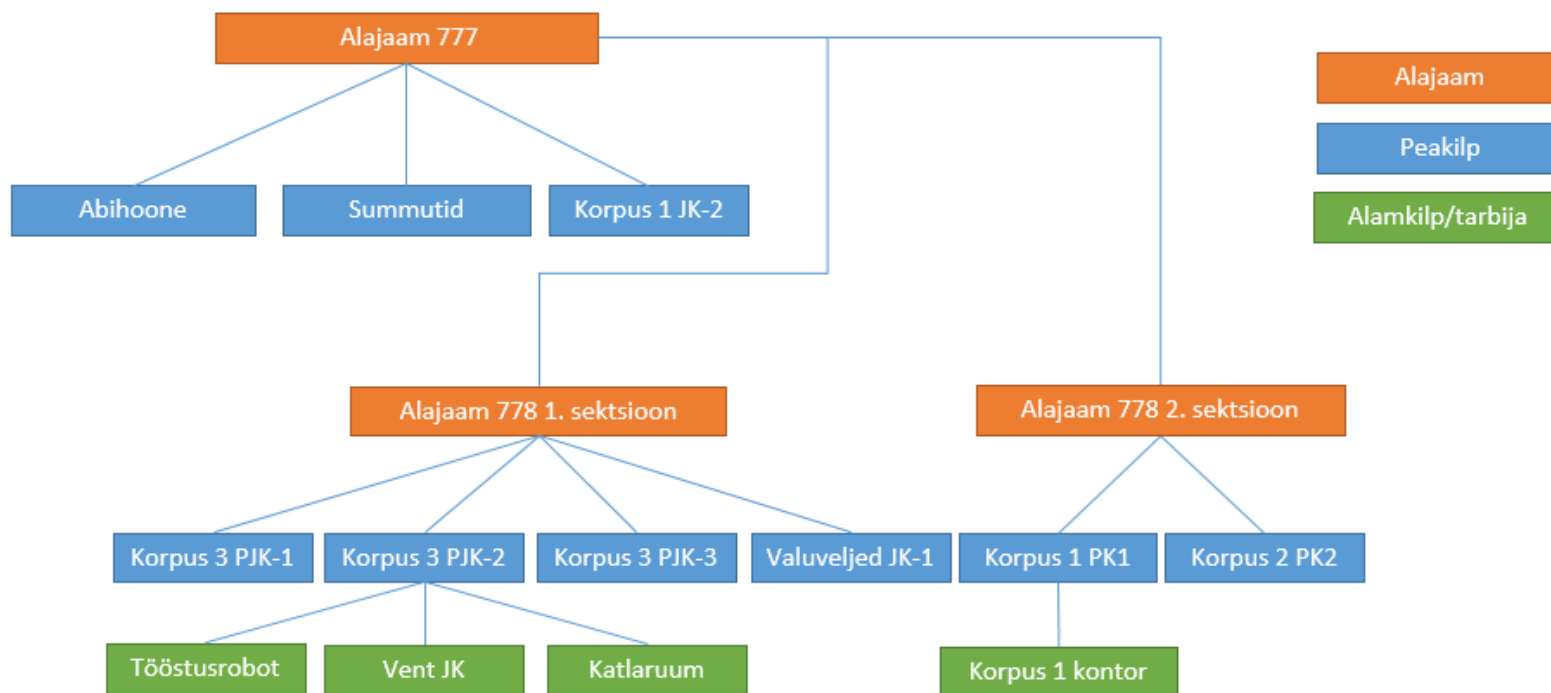 Alajaam 777
Alajaam
Peakilp
Alamkilp/tarbija
Abihoone
Summutid
Korpus 1 JK-2
Alajaam 778 1. sektsioon
Alajaam 778 2. sektsioon
Korpus 3 PJK-1
Korpus 3 PJK-2
Korpus 3 PJK-3
Valuveljed JK-1
Korpus 1 PK1
Korpus 2 PK2
Tööstusrobot
Vent JK
Katlaruum
Korpus 1 kontor